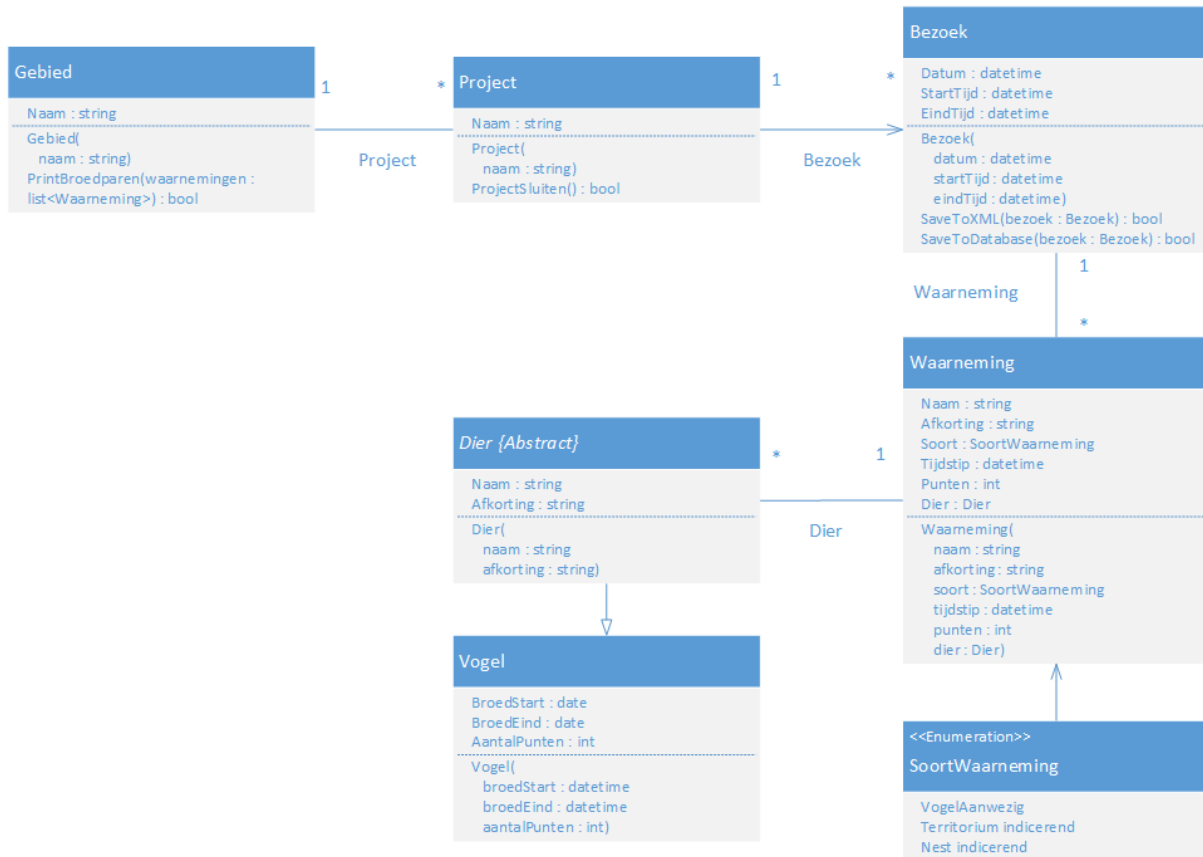 Gebied
Naam : string
Gebied(
naam : string)
PrintBroedparen(waarnemingen :
list<Waarneming>) : bool
1
*
Project
Project
Naam : string
Project(
naam : string)
ProjectSluiten() : bool
1
*
Bezoek
Bezoek
Datum : datetime
StartTijd : datetime
EindTijd : datetime
Bezoek(
datum : datetime
startTijd : datetime
eindTijd : datetime)
SaveToXML(bezoek : Bezoek) : bool
SaveToDatabase(bezoek : Bezoek) : bool
1
Waarneming
*
Waarneming
Naam : string
Afkorting : string
Soort : SoortWaarneming
Tijdstip : datetime
Punten : int
Dier : Dier
Waarneming(
naam : string
afkorting : string
soort : SoortWaarneming
tijdstip : datetime
punten : int
dier : Dier)
Dier {Abstract}
Naam : string
Afkorting : string
Dier(
naam : string
afkorting : string)
*
1
Dier
Vogel
BroedStart : date
BroedEind : date
AantalPunten : int
Vogel(
broedStart : datetime
broedEind : datetime
aantalPunten : int)
<<Enumeration>>
SoortWaarneming
VogelAanwezig
Territorium indicerend
Nest indicerend